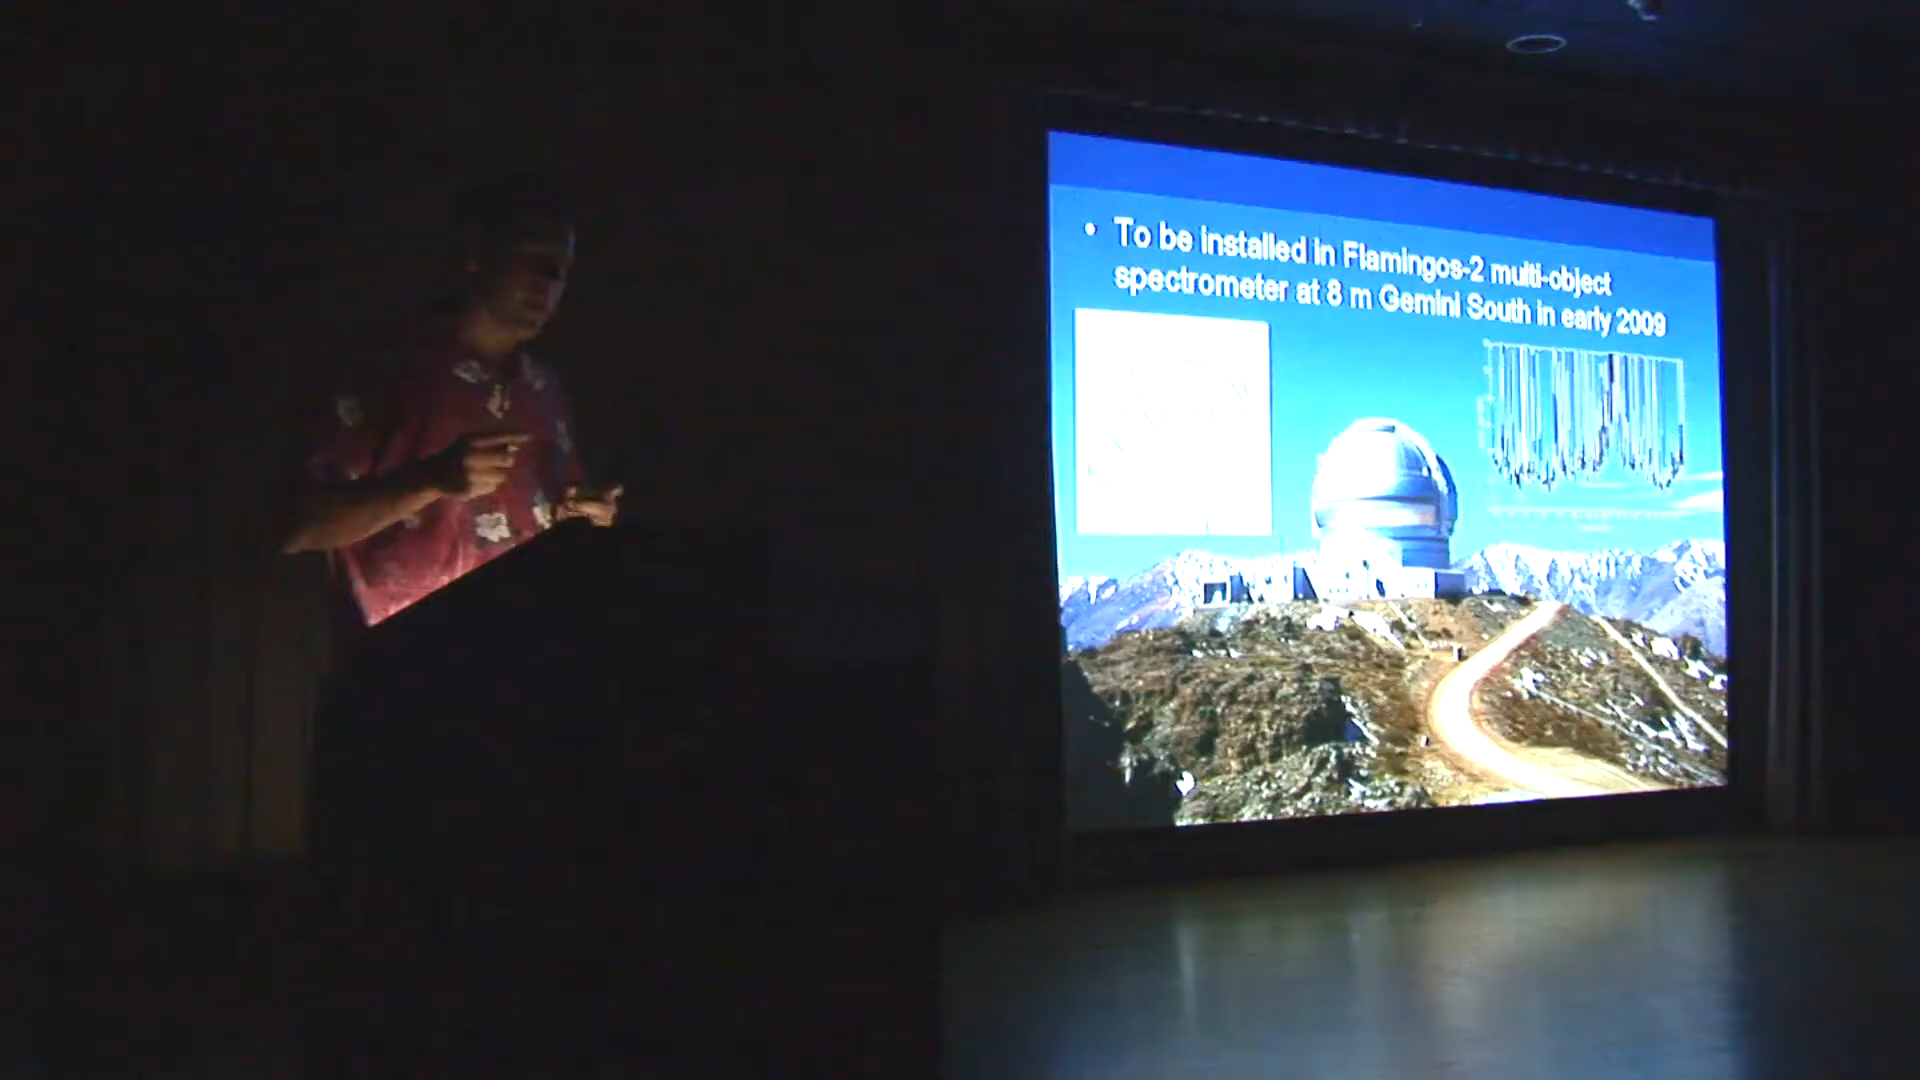 • To be installed in Flamingos-2 multi-object
spectrometer at 8 m Gemini South in early 2009